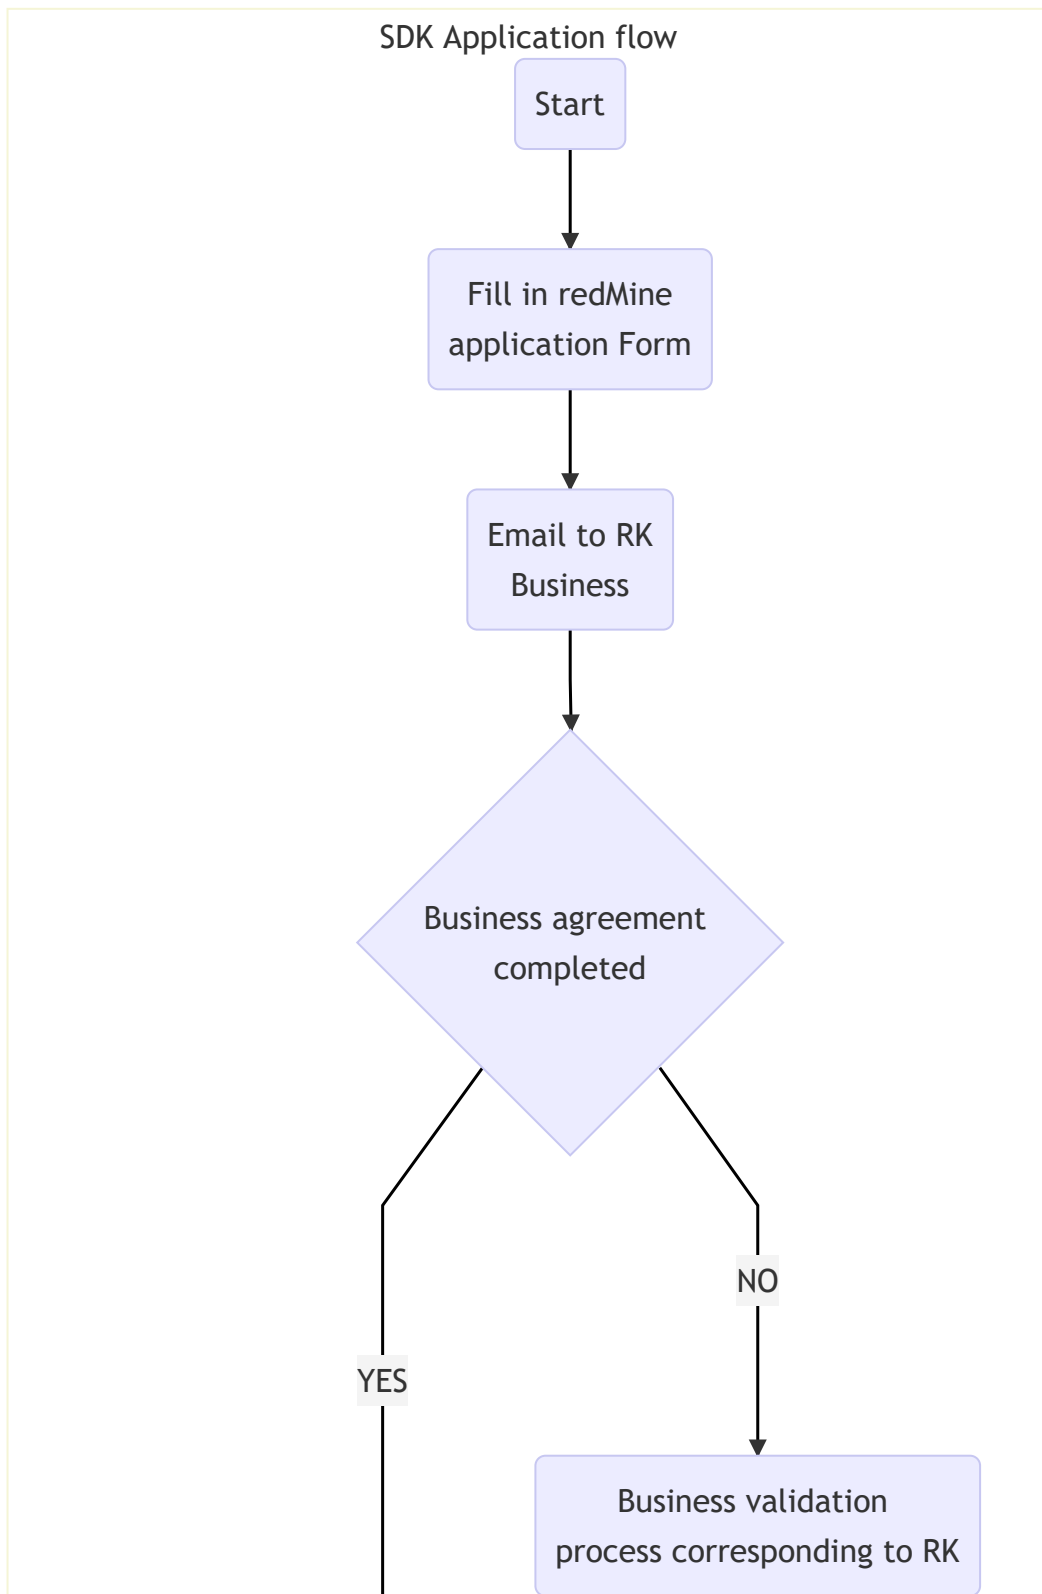 SDK Application flow
Start
Fill in redMine
application Form
Email to RK
Business
Business agreement
completed
NO
YES
Business validation
process corresponding to RK